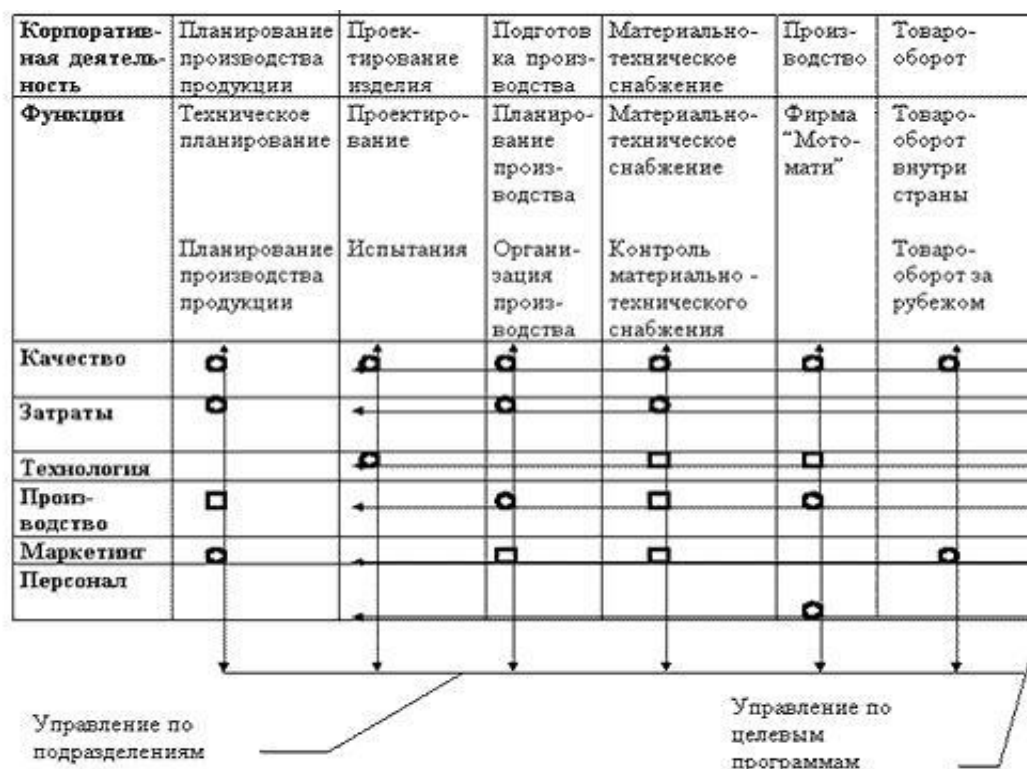 Корпоратив-
ная деятель-
ность
Планирование
производства
продукции
Проек-
тирование
изделия
Подготов
ка произ-
водства
Материально-
техническое
снабжение
Произ-
водство
Товаро-
оборот
Функции
Техническое
планирование
Проектиро-
вание
Планиро-
вание
произ-
водства
Материально-
техническое
снабжение
Фирма
“Мото-
мати”
Товаро-
оборот
внутри
страны
Планирование
производства
продукции
Испытания
Органи-
зация
произ-
водства
Контроль
материально -
технического
снабжения
Товаро-
оборот за
рубежом
Качество
Затраты
Технология
Произ-
водство
Маркетинг
Персонал
Управление по
подразделениям
Управление по
целевым
программам